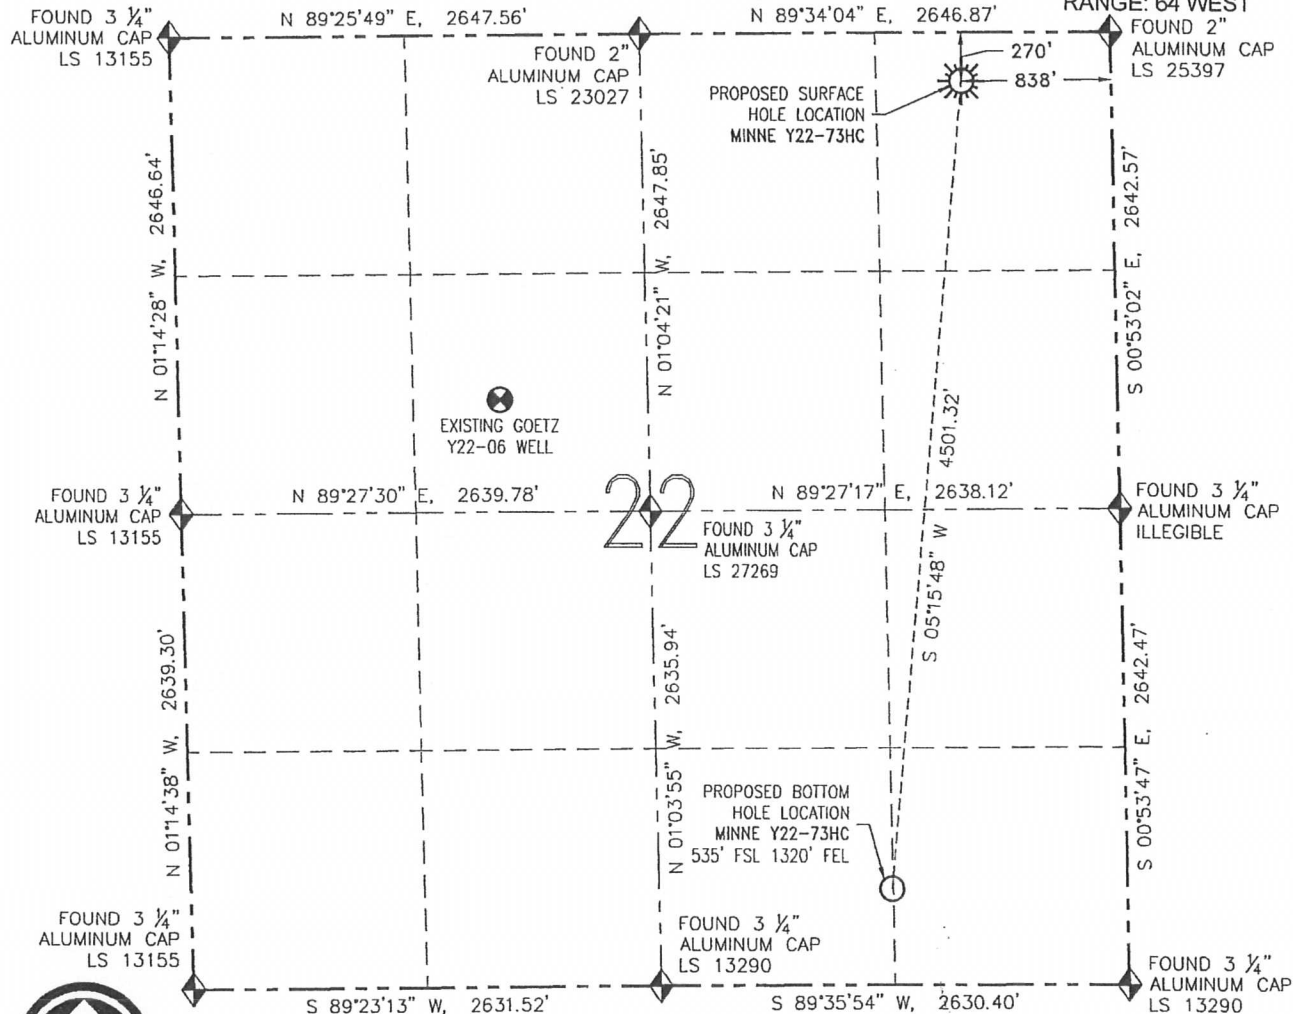 RANGE: 64 WEST
N 89°25'49" E, 2647.56'
N 89°34'04" E, 2646.87'
FOUND 3 ¼"
ALUMINUM CAP
LS 13155
FOUND 2"
ALUMINUM CAP
LS 23027
FOUND 2"
ALUMINUM CAP
LS 25397
270'
838'
PROPOSED SURFACE
HOLE LOCATION
MINNE Y22-73HC
N 01°14'28" W, 2646.64'
N 01°04'21" W, 2647.85'
S 00°53'02" E, 2642.57'
EXISTING GOETZ
Y22-06 WELL
S 05°15'48" W 4501.32'
FOUND 3 ¼"
ALUMINUM CAP
LS 13155
N 89°27'30" E, 2639.78'
22
N 89°27'17" E, 2638.12'
FOUND 3 ¼"
ALUMINUM CAP
LS 27269
FOUND 3 ¼"
ALUMINUM CAP
ILLEGIBLE
N 01°14'38" W, 2639.30'
N 01°03'55" W, 2635.94'
S 00°53'47" E, 2642.47'
PROPOSED BOTTOM
HOLE LOCATION
MINNE Y22-73HC
535' FSL 1320' FEL
FOUND 3 ¼"
ALUMINUM CAP
LS 13155
FOUND 3 ¼"
ALUMINUM CAP
LS 13290
FOUND 3 ¼"
ALUMINUM CAP
LS 13290
S 89°23'13" W, 2631.52'
S 89°35'54" W, 2630.40'